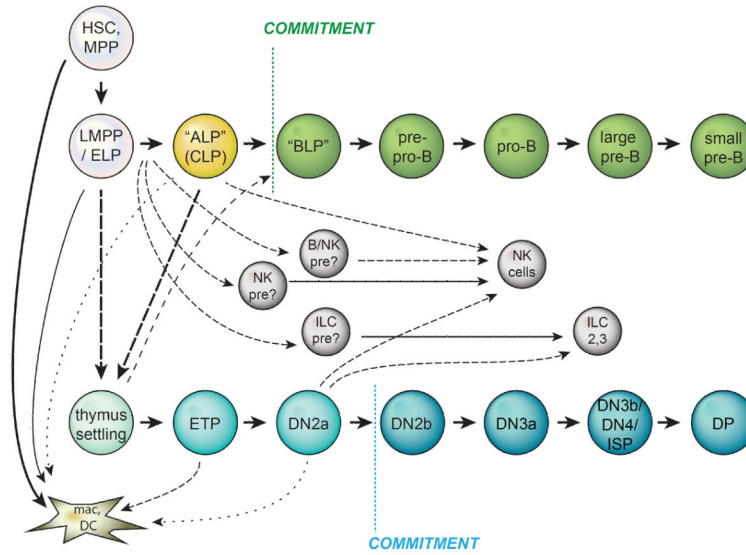 HSC,
MPP
COMMITMENT
LMPP
/ ELP
"ALP"
(CLP)
"BLP"
pre-
pro-B
pro-B
large
pre-B
small
pre-B
B/NK
pre?
NK
cells
NK
pre?
ILC
pre?
ILC
2,3
thymus
settling
ETP
DN2a
DN2b
DN3a
DN3b/
DN4/
ISP
DP
mac,
DC
COMMITMENT